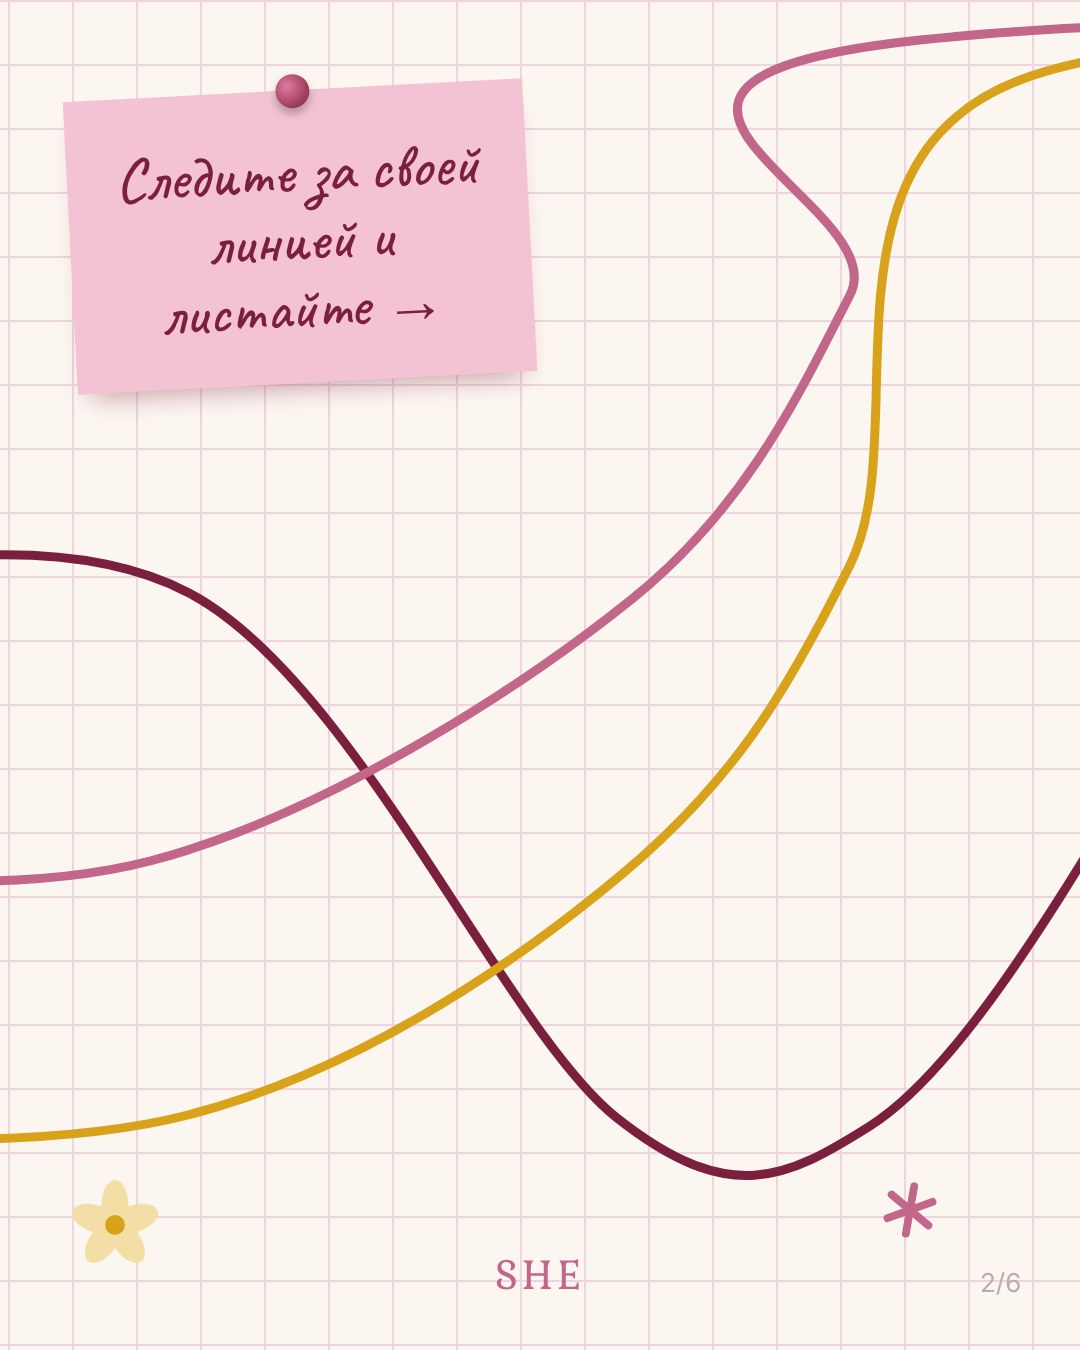 Следите за своей
линией и
листайте →
SHE
2/6